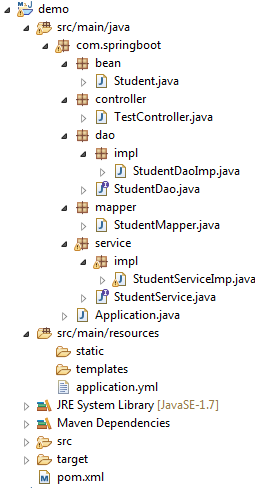 demo
src/main/java
com.springboot
bean
Student.java
controller
TestController.java
dao
impl
StudentDaoImp.java
StudentDao.java
mapper
StudentMapper.java
service
impl
StudentServiceImp.java
StudentService.java
Application.java
src/main/resources
static
templates
application.yml
JRE System Library [JavaSE-1.7]
Maven Dependencies
src
target
pom.xml